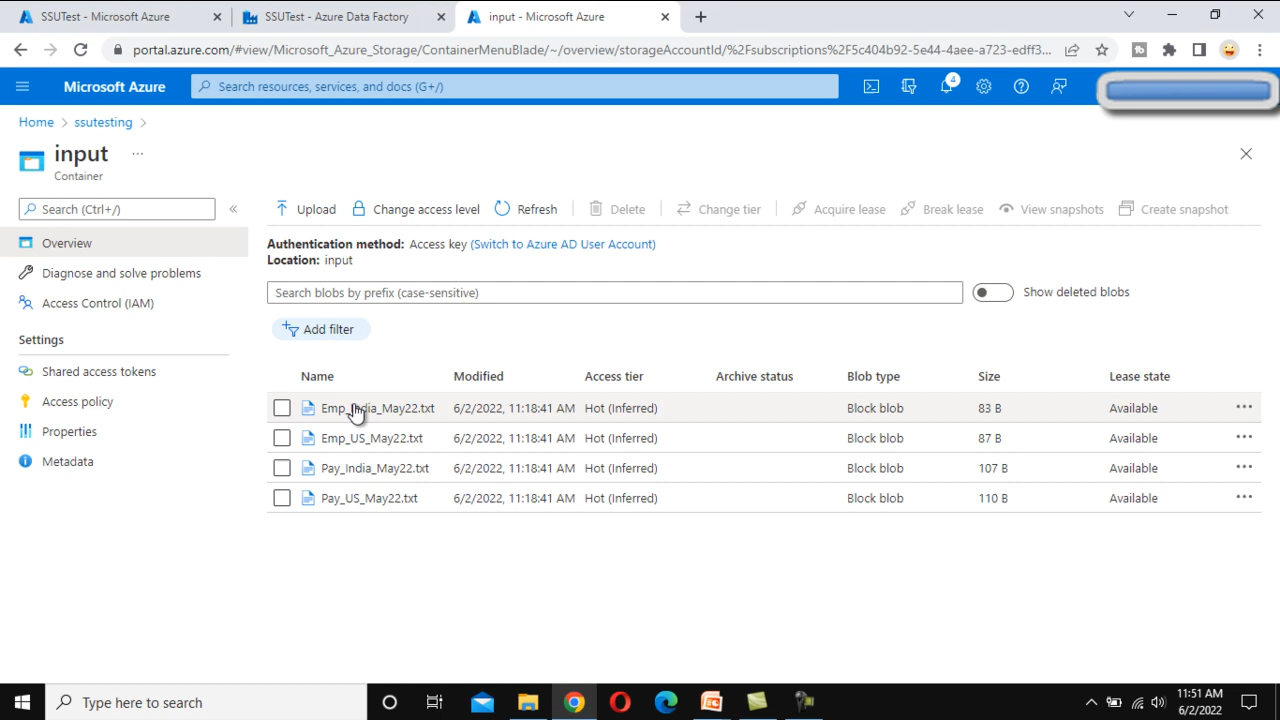 SSUTest - Microsoft Azure
SSUTest - Azure Data Factory
input - Microsoft Azure
portal.azure.com/#view/Microsoft_Azure_Storage/ContainerMenuBlade/~/overview/storageAccountId/%2Fsubscriptions%2F5c404b92-5e44-4aee-a723-edff3...
Microsoft Azure
Search resources, services, and docs (G+/)
4
Home > ssutesting >
input ...
Container
Search (Ctrl+/)
«
Upload
Change access level
Refresh
Delete
Change tier
Acquire lease
Break lease
View snapshots
Create snapshot
Overview
Diagnose and solve problems
Access Control (IAM)
Settings
Shared access tokens
Access policy
Properties
Metadata
Authentication method: Access key (Switch to Azure AD User Account)
Location: input
Search blobs by prefix (case-sensitive)
Show deleted blobs
Add filter
Name Modified Access tier Archive status Blob type Size Lease state
Emp_India_May22.txt 6/2/2022, 11:18:41 AM Hot (Inferred) Block blob 83 B Available
Emp_US_May22.txt 6/2/2022, 11:18:41 AM Hot (Inferred) Block blob 87 B Available
Pay_India_May22.txt 6/2/2022, 11:18:41 AM Hot (Inferred) Block blob 107 B Available
Pay_US_May22.txt 6/2/2022, 11:18:41 AM Hot (Inferred) Block blob 110 B Available
Type here to search
11:51 AM
6/2/2022